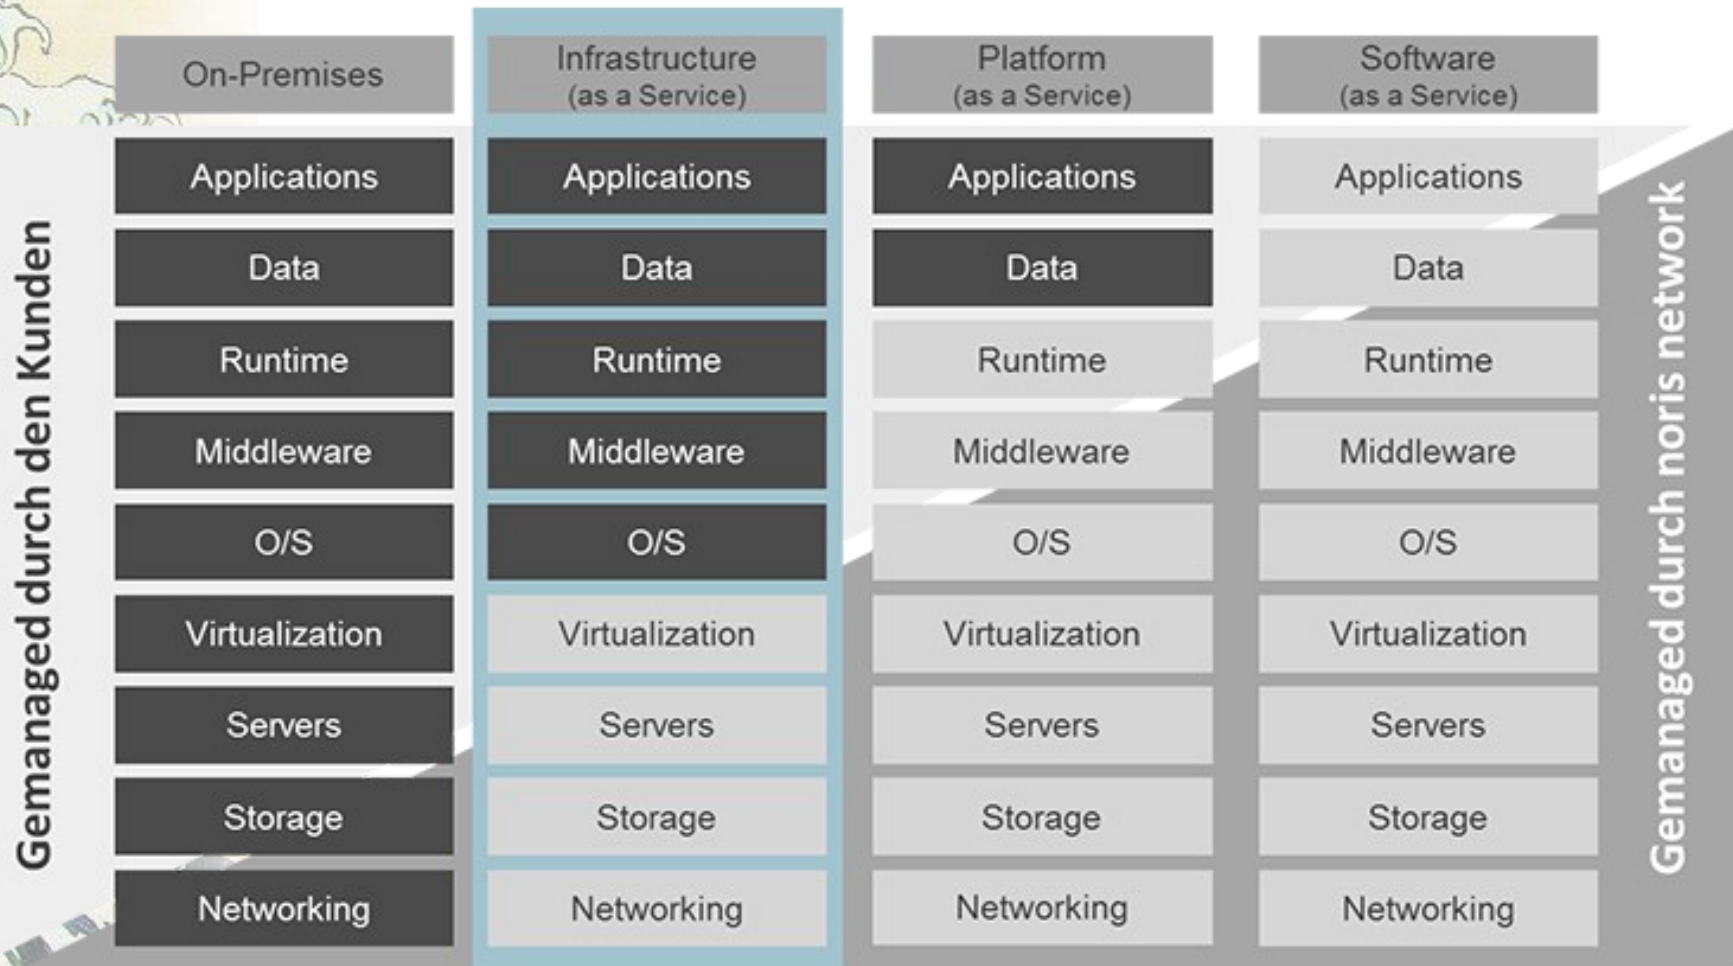 On-Premises
Infrastructure
(as a Service)
Platform
(as a Service)
Software
(as a Service)
Gemanaged durch den Kunden
Applications
Applications
Applications
Applications
Data
Data
Data
Data
Runtime
Runtime
Runtime
Runtime
Middleware
Middleware
Middleware
Middleware
O/S
O/S
O/S
O/S
Virtualization
Virtualization
Virtualization
Virtualization
Servers
Servers
Servers
Servers
Storage
Storage
Storage
Storage
Networking
Networking
Networking
Networking
Gemanaged durch noris network